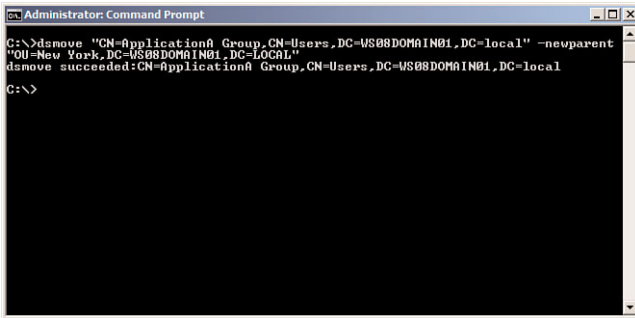 Administrator: Command Prompt
C:\>dsmove "CN=ApplicationA Group,CN=Users,DC=WS08DOMAIN01,DC=local" -newparent
"OU=New York,DC=WS08DOMAIN01,DC=LOCAL"
dsmove succeeded:CN=ApplicationA Group,CN=Users,DC=WS08DOMAIN01,DC=local
C:\>